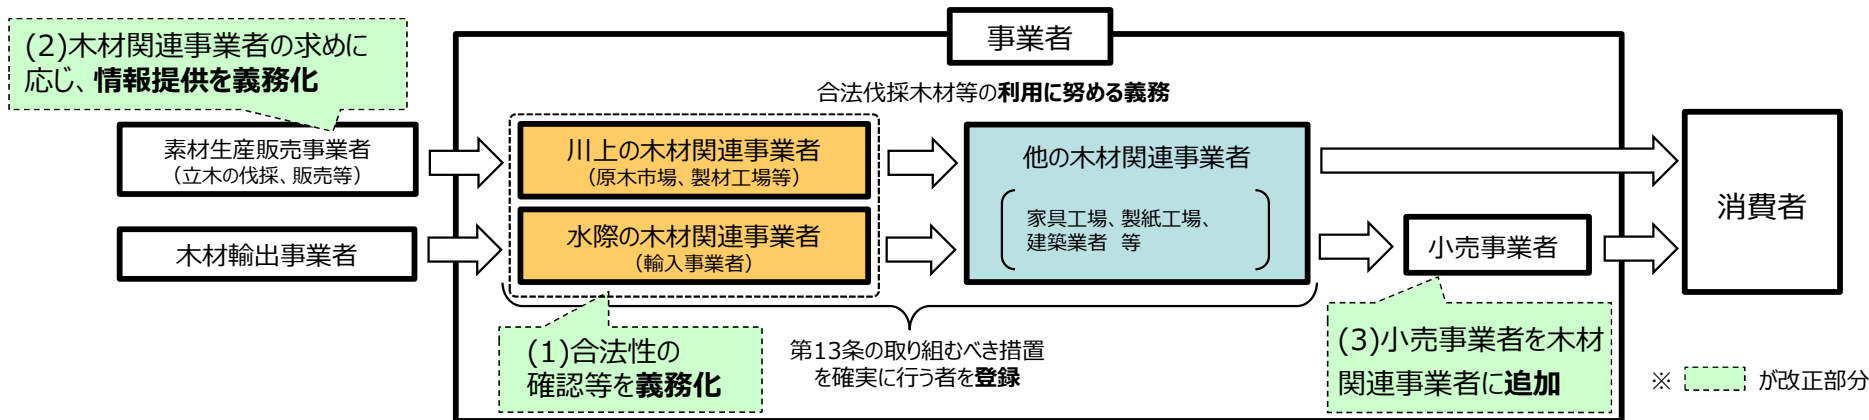 (2)木材関連事業者の求めに
応じ、情報提供を義務化
事業者
合法伐採木材等の利用に努める義務
素材生産販売事業者
（立木の伐採、販売等）
川上の木材関連事業者
（原木市場、製材工場等）
他の木材関連事業者
家具工場、製紙工場、
建築業者 等
消費者
木材輸出事業者
水際の木材関連事業者
（輸入事業者）
小売事業者
(1)合法性の
確認等を義務化
第13条の取り組むべき措置
を確実に行う者を登録
(3)小売事業者を木材
関連事業者に追加
※ が改正部分